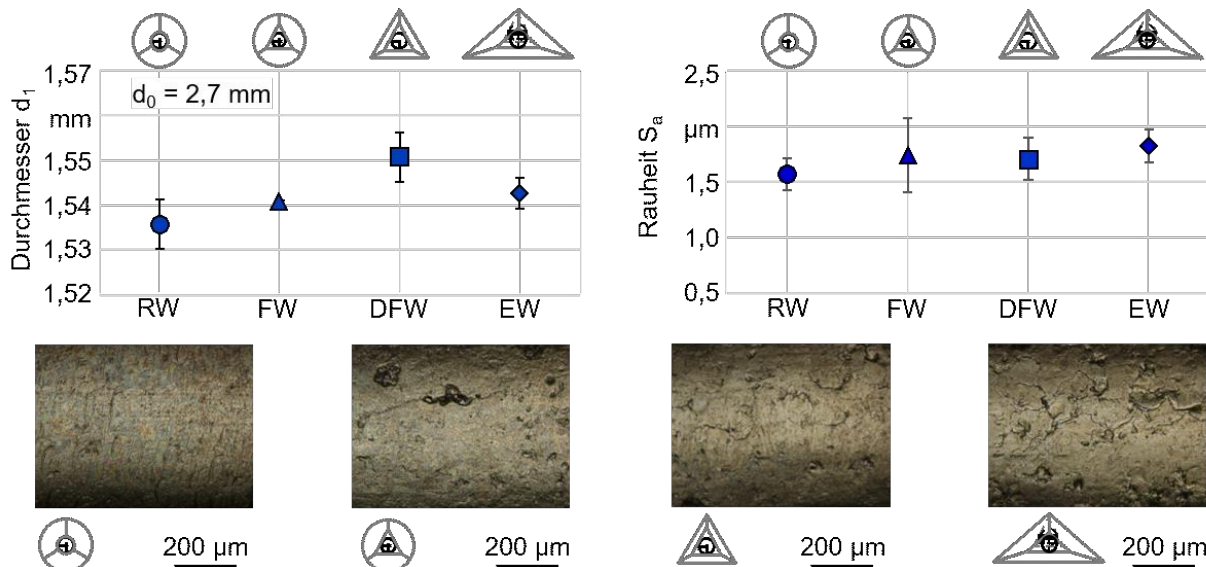 1,57
mm
1,55
1,54
1,53
1,52
Durchmesser d₁
d₀ = 2,7 mm
RW FW DFW EW
2,5
µm
1,5
1,0
0,5
Rauheit Sₐ
RW FW DFW EW
200 µm 200 µm 200 µm 200 µm